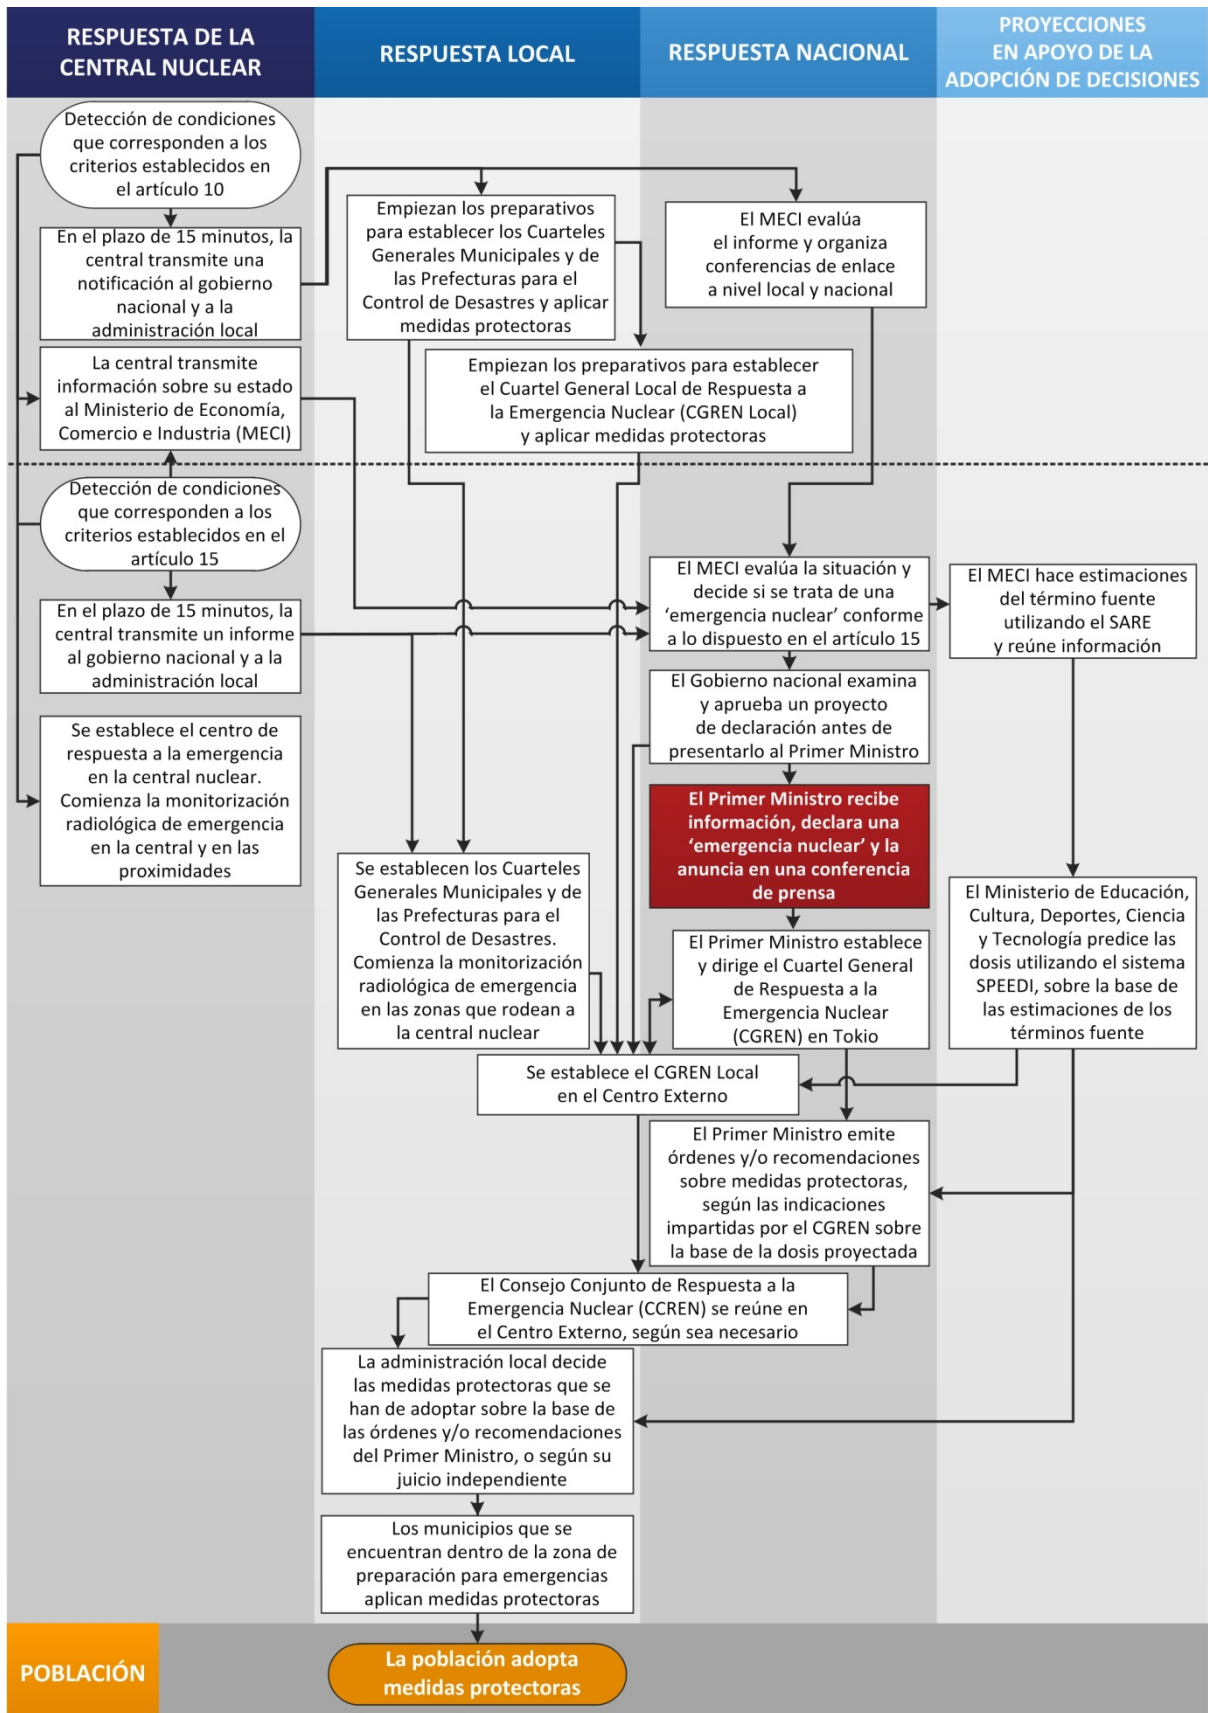 RESPUESTA DE LA
CENTRAL NUCLEAR
RESPUESTA LOCAL
RESPUESTA NACIONAL
PROYECCIONES
EN APOYO DE LA
ADOPCIÓN DE DECISIONES
Detección de condiciones
que corresponden a los
criterios establecidos en
el artículo 10
En el plazo de 15 minutos, la
central transmite una
notificación al gobierno
nacional y a la
administración local
Empiezan los preparativos
para establecer los Cuarteles
Generales Municipales y de
las Prefecturas para el
Control de Desastres y aplicar
medidas protectoras
El MECI evalúa
el informe y organiza
conferencias de enlace
a nivel local y nacional
La central transmite
información sobre su estado
al Ministerio de Economía,
Comercio e Industria (MECI)
Empiezan los preparativos para establecer
el Cuartel General Local de Respuesta a
la Emergencia Nuclear (CGREN Local)
y aplicar medidas protectoras
Detección de condiciones
que corresponden a los
criterios establecidos en el
artículo 15
En el plazo de 15 minutos, la
central transmite un informe
al gobierno nacional y a la
administración local
El MECI evalúa la situación y
decide si se trata de una
‘emergencia nuclear’ conforme
a lo dispuesto en el artículo 15
El MECI hace estimaciones
del término fuente
utilizando el SARE
y reúne información
El Gobierno nacional examina
y aprueba un proyecto
de declaración antes de
presentarlo al Primer Ministro
Se establece el centro de
respuesta a la emergencia
en la central nuclear.
Comienza la monitorización
radiológica de emergencia
en la central y en las
proximidades
El Primer Ministro recibe
información, declara una
‘emergencia nuclear’ y la
anuncia en una conferencia
de prensa
Se establecen los Cuarteles
Generales Municipales y de
las Prefecturas para el
Control de Desastres.
Comienza la monitorización
radiológica de emergencia
en las zonas que rodean a
la central nuclear
El Primer Ministro establece
y dirige el Cuartel General
de Respuesta a la
Emergencia Nuclear
(CGREN) en Tokio
El Ministerio de Educación,
Cultura, Deportes, Ciencia
y Tecnología predice las
dosis utilizando el sistema
SPEEDI, sobre la base de
las estimaciones de los
términos fuente
Se establece el CGREN Local
en el Centro Externo
El Primer Ministro emite
órdenes y/o recomendaciones
sobre medidas protectoras,
según las indicaciones
impartidas por el CGREN sobre
la base de la dosis proyectada
El Consejo Conjunto de Respuesta a la
Emergencia Nuclear (CCREN) se reúne en
el Centro Externo, según sea necesario
La administración local decide
las medidas protectoras que se
han de adoptar sobre la base de
las órdenes y/o recomendaciones
del Primer Ministro, o según su
juicio independiente
Los municipios que se
encuentran dentro de la zona de
preparación para emergencias
aplican medidas protectoras
POBLACIÓN
La población adopta
medidas protectoras